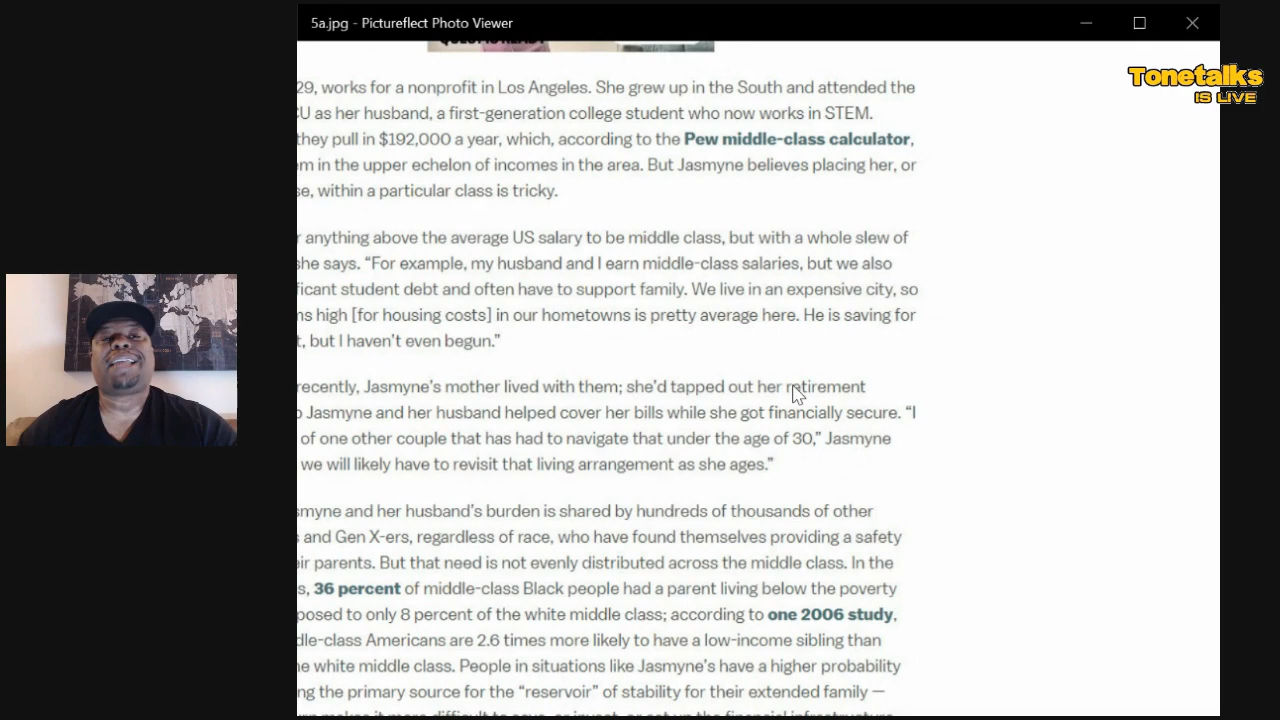 5a.jpg - Pictureflect Photo Viewer
Tonetalks
IS LIVE
29, works for a nonprofit in Los Angeles. She grew up in the South and attended the
U as her husband, a first-generation college student who now works in STEM.
they pull in $192,000 a year, which, according to the Pew middle-class calculator,
m in the upper echelon of incomes in the area. But Jasmyne believes placing her, or
se, within a particular class is tricky.
r anything above the average US salary to be middle class, but with a whole slew of
she says. “For example, my husband and I earn middle-class salaries, but we also
ficant student debt and often have to support family. We live in an expensive city, so
ns high [for housing costs] in our hometowns is pretty average here. He is saving for
t, but I haven’t even begun.”
recently, Jasmyne’s mother lived with them; she’d tapped out her retirement
o Jasmyne and her husband helped cover her bills while she got financially secure. “I
of one other couple that has had to navigate that under the age of 30,” Jasmyne
we will likely have to revisit that living arrangement as she ages.”
smyne and her husband’s burden is shared by hundreds of thousands of other
s and Gen X-ers, regardless of race, who have found themselves providing a safety
eir parents. But that need is not evenly distributed across the middle class. In the
s, 36 percent of middle-class Black people had a parent living below the poverty
posed to only 8 percent of the white middle class; according to one 2006 study,
dle-class Americans are 2.6 times more likely to have a low-income sibling than
he white middle class. People in situations like Jasmyne’s have a higher probability
ng the primary source for the “reservoir” of stability for their extended family —